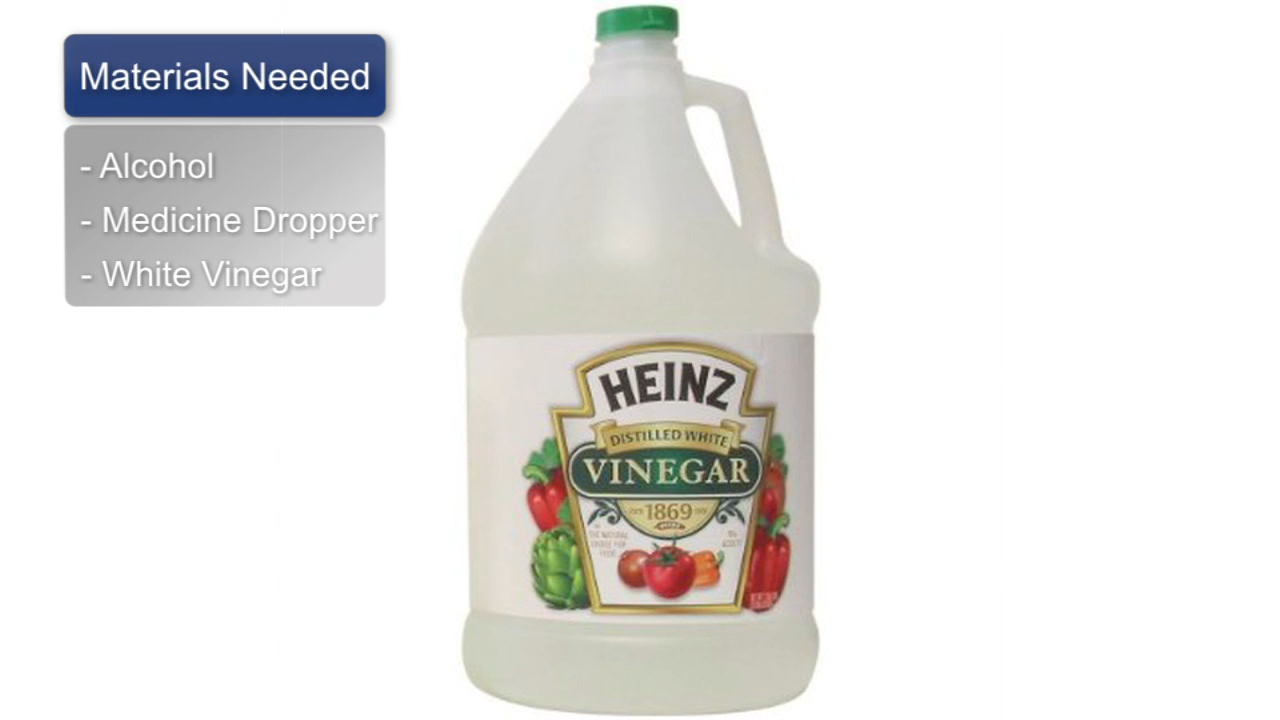 Materials Needed
- Alcohol
- Medicine Dropper
- White Vinegar
HEINZ
DISTILLED WHITE
VINEGAR
1869